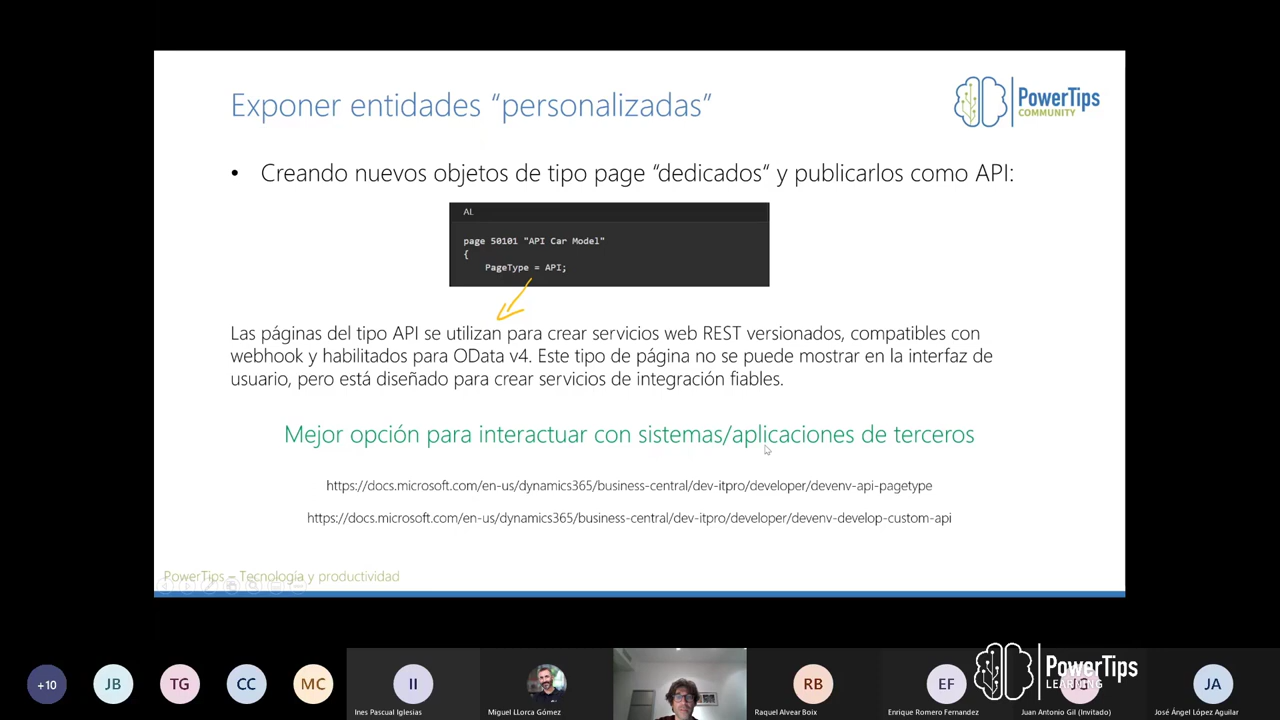 Exponer entidades “personalizadas”
PowerTips
COMMUNITY
• Creando nuevos objetos de tipo page “dedicados“ y publicarlos como API:
AL
page 50101 "API Car Model"
{
PageType = API;
Las páginas del tipo API se utilizan para crear servicios web REST versionados, compatibles con
webhook y habilitados para OData v4. Este tipo de página no se puede mostrar en la interfaz de
usuario, pero está diseñado para crear servicios de integración fiables.
Mejor opción para interactuar con sistemas/aplicaciones de terceros
https://docs.microsoft.com/en-us/dynamics365/business-central/dev-itpro/developer/devenv-api-pagetype
https://docs.microsoft.com/en-us/dynamics365/business-central/dev-itpro/developer/devenv-develop-custom-api
PowerTips – Tecnología y productividad
+10
JB
TG
CC
MC
II
RB
EF
JA
PowerTips
LEARNING
Ines Pascual Iglesias
Miguel LLorca Gómez
Raquel Alvear Boix
Enrique Romero Fernandez
Juan Antonio Gil (Invitado)
José Ángel López Aguilar